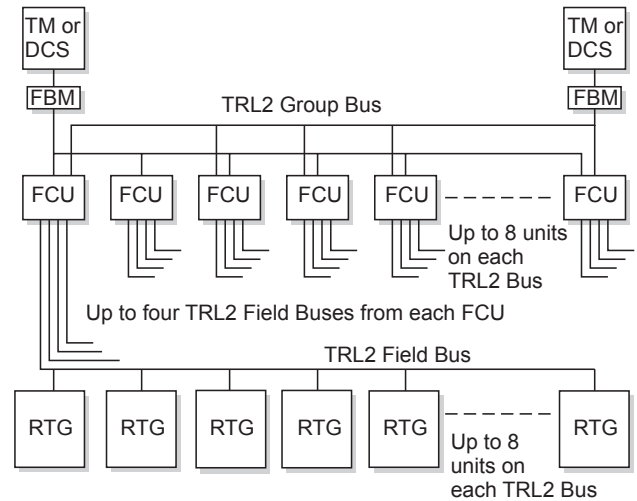 TM or
DCS
TM or
DCS
FBM
FBM
TRL2 Group Bus
FCU
FCU
FCU
FCU
FCU
FCU
Up to 8 units
on each
TRL2 Bus
Up to four TRL2 Field Buses from each FCU
TRL2 Field Bus
RTG
RTG
RTG
RTG
RTG
RTG
Up to 8
units on
each TRL2 Bus